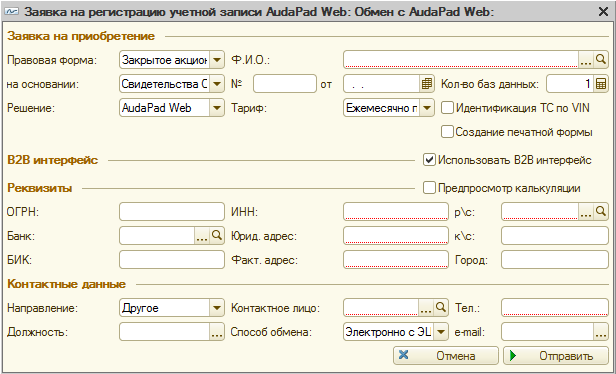 Заявка на регистрацию учетной записи AudaPad Web: Обмен с AudaPad Web:
Заявка на приобретение
Правовая форма: Закрытое акцион Ф.И.О.:
на основании: Свидетельства О № от . . Кол-во баз данных: 1
Решение: AudaPad Web Тариф: Ежемесячно п Идентификация ТС по VIN
Создание печатной формы
B2B интерфейс Использовать B2B интерфейс
Реквизиты Предпросмотр калькуляции
ОГРН: ИНН: р\с:
Банк: Юрид. адрес: к\с:
БИК: Факт. адрес: Город:
Контактные данные
Направление: Другое Контактное лицо: Тел.:
Должность: Способ обмена: Электронно с ЭЦ e-mail:
Отмена Отправить